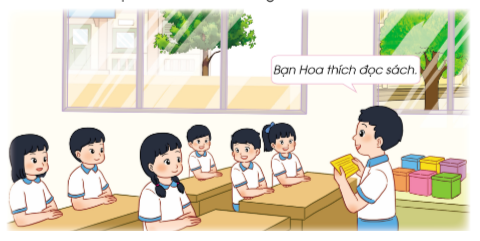 Bạn Hoa thích đọc sách.